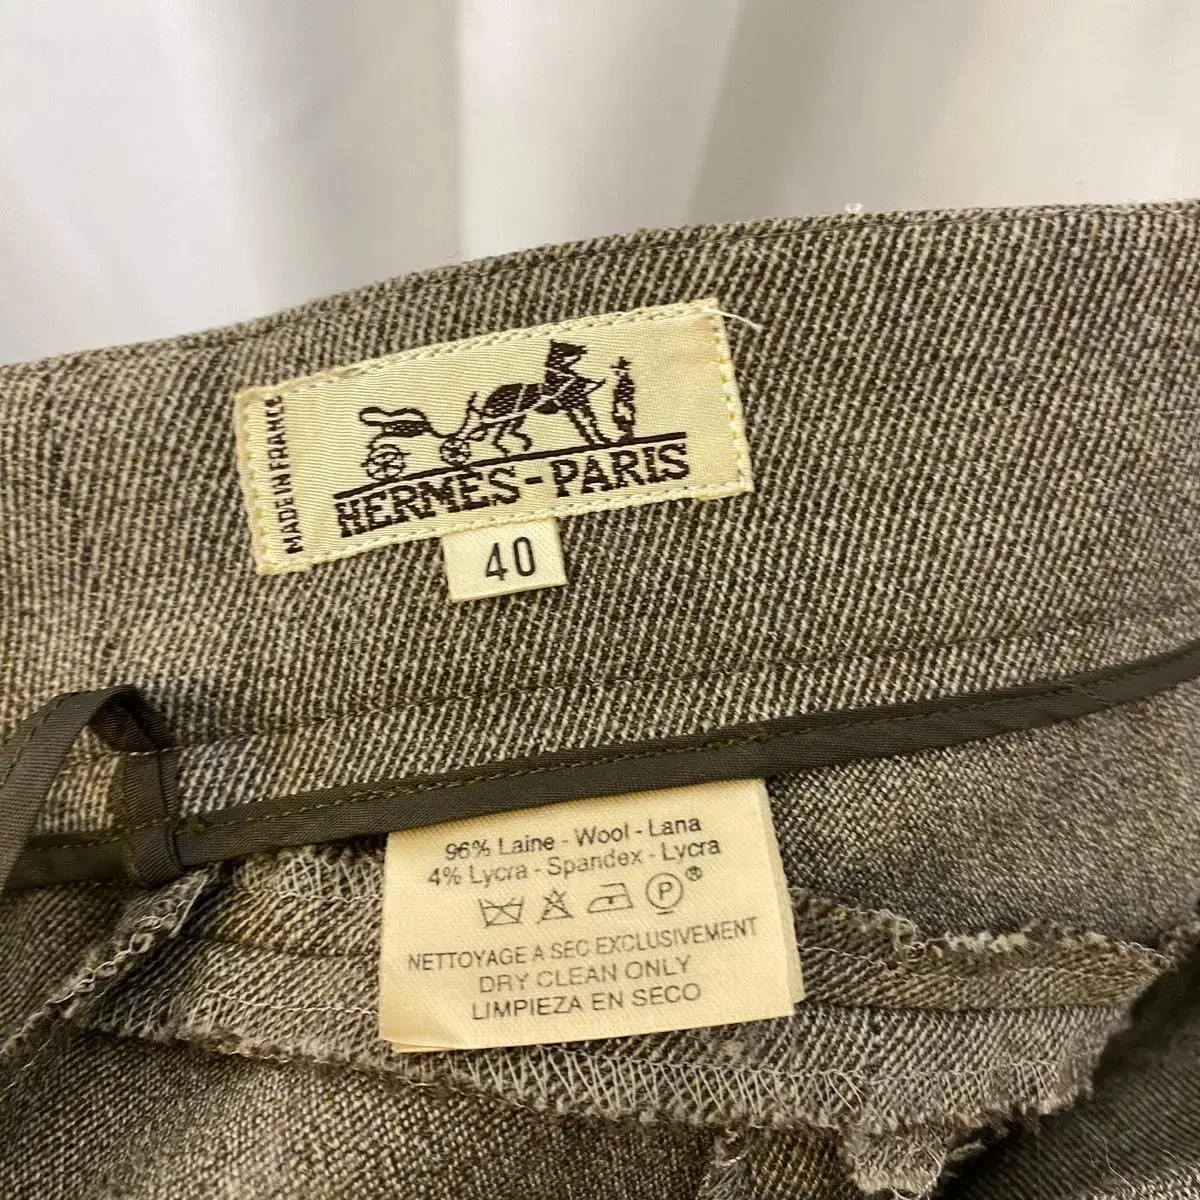 MADE IN FRANCE
HERMES-PARIS
40
96% Laine - Wool - Lana
4% Lycra - Spandex - Lycra
P ®
NETTOYAGE A SEC EXCLUSIVEMENT
DRY CLEAN ONLY
LIMPIEZA EN SECO